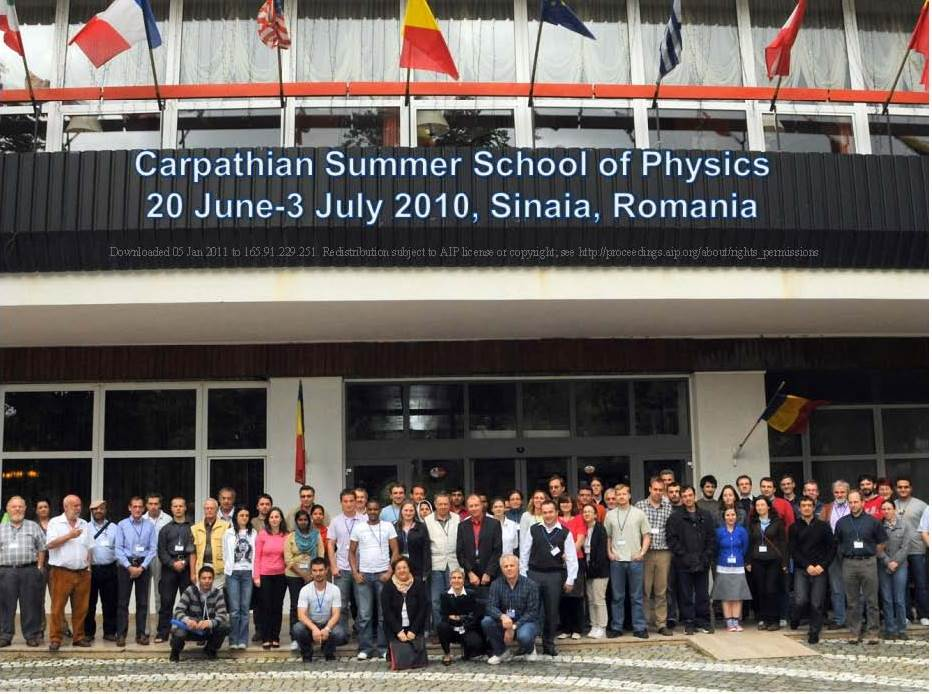 Carpathian Summer School of Physics
20 June-3 July 2010, Sinaia, Romania
Downloaded 05 Jan 2011 to 165.91.229.251. Redistribution subject to AIP license or copyright; see http://proceedings.aip.org/about/rights_permissions